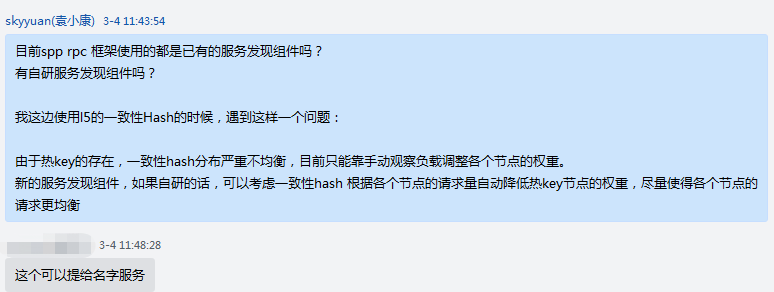 skyyuan(袁小康) 3-4 11:43:54
目前spp rpc 框架使用的都是已有的服务发现组件吗？
有自研服务发现组件吗？
我这边使用l5的一致性Hash的时候，遇到这样一个问题：
由于热key的存在，一致性hash分布严重不均衡，目前只能靠手动观察负载调整各个节点的权重。
新的服务发现组件，如果自研的话，可以考虑一致性hash 根据各个节点的请求量自动降低热key节点的权重，尽量使得各个节点的
请求更均衡
3-4 11:48:28
这个可以提给名字服务